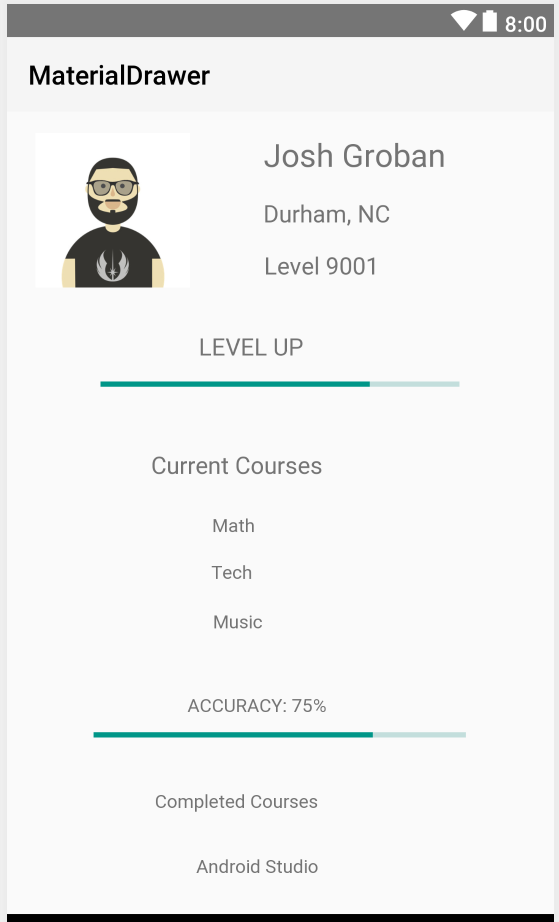 8:00
MaterialDrawer
Josh Groban
Durham, NC
Level 9001
LEVEL UP
Current Courses
Math
Tech
Music
ACCURACY: 75%
Completed Courses
Android Studio